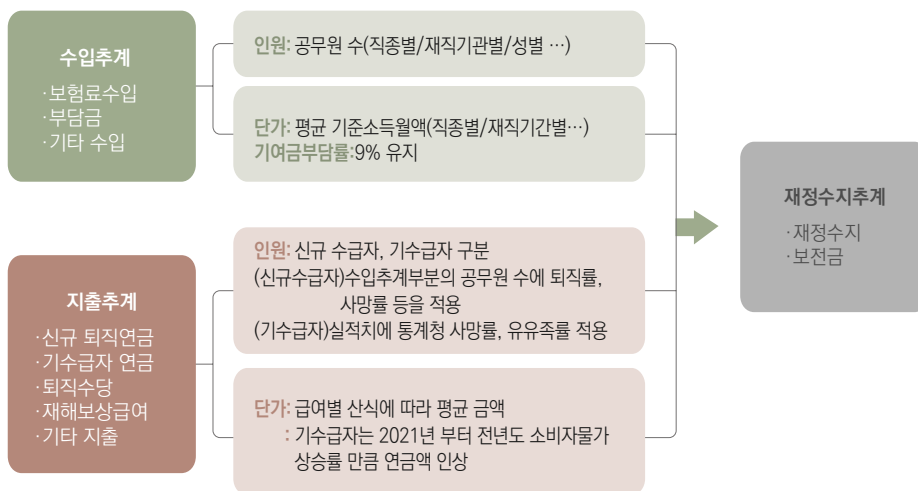 수입추계
·보험료수입
·부담금
·기타 수입
인원: 공무원 수(직종별/재직기관별/성별 …)
단가: 평균 기준소득월액(직종별/재직기간별…)
기여금부담률:9% 유지
지출추계
·신규 퇴직연금
·기수급자 연금
·퇴직수당
·재해보상급여
·기타 지출
인원: 신규 수급자, 기수급자 구분
(신규수급자)수입추계부분의 공무원 수에 퇴직률,
사망률 등을 적용
(기수급자)실적치에 통계청 사망률, 유유족률 적용
단가: 급여별 산식에 따라 평균 금액
: 기수급자는 2021년 부터 전년도 소비자물가
상승률 만큼 연금액 인상
재정수지추계
·재정수지
·보전금